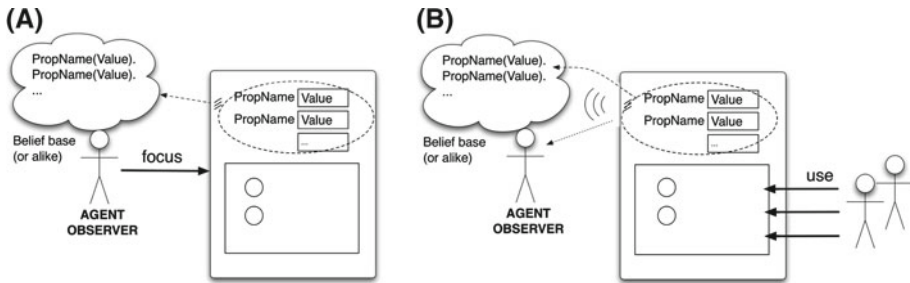 (A)
PropName(Value).
PropName(Value).
...
PropName Value
PropName Value
...
Belief base
(or alike)
focus
AGENT
OBSERVER
(B)
PropName(Value).
PropName(Value).
...
PropName Value
PropName Value
...
Belief base
(or alike)
use
AGENT
OBSERVER